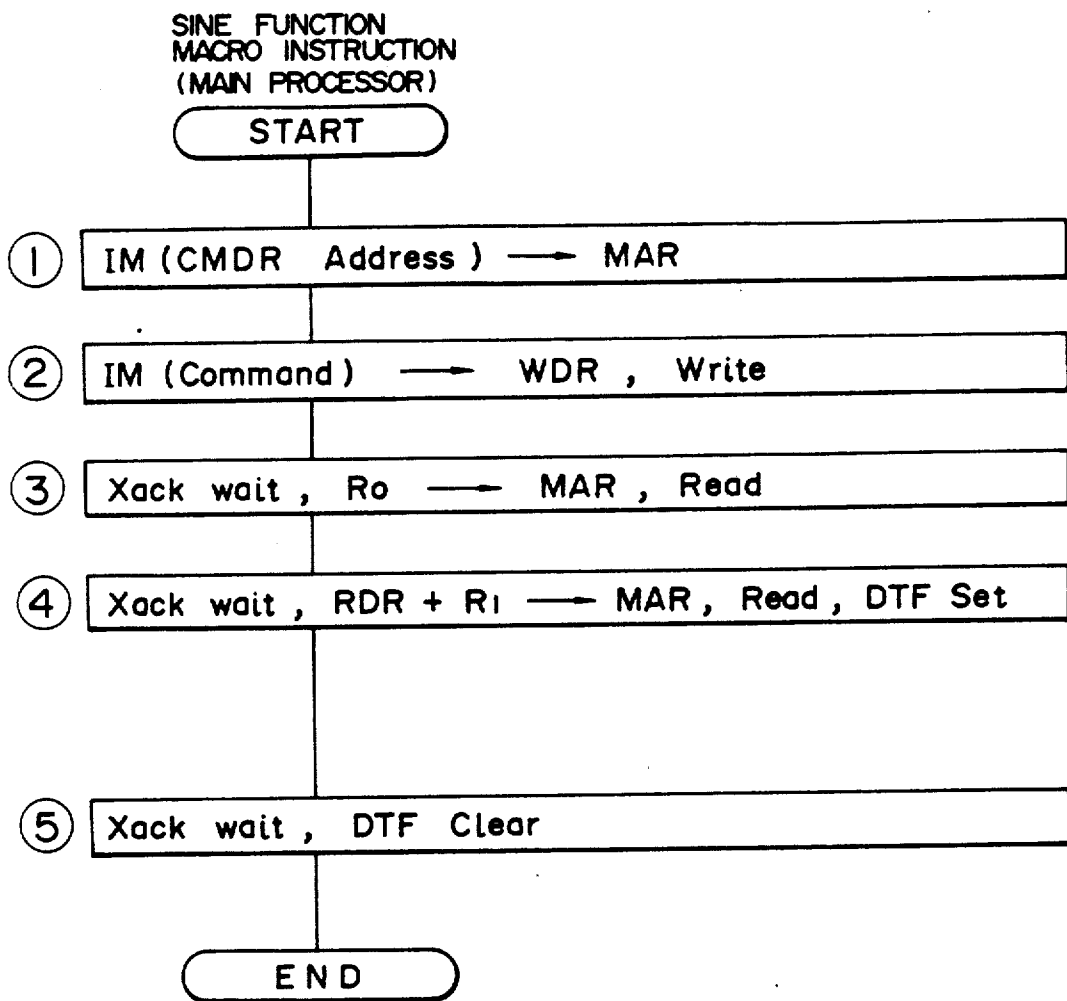 SINE FUNCTION
MACRO INSTRUCTION
(MAIN PROCESSOR)
START
① IM (CMDR Address) → MAR
② IM (Command) → WDR, Write
③ Xack wait, Ro → MAR, Read
④ Xack wait, RDR + R1 → MAR, Read, DTF Set
⑤ Xack wait, DTF Clear
END